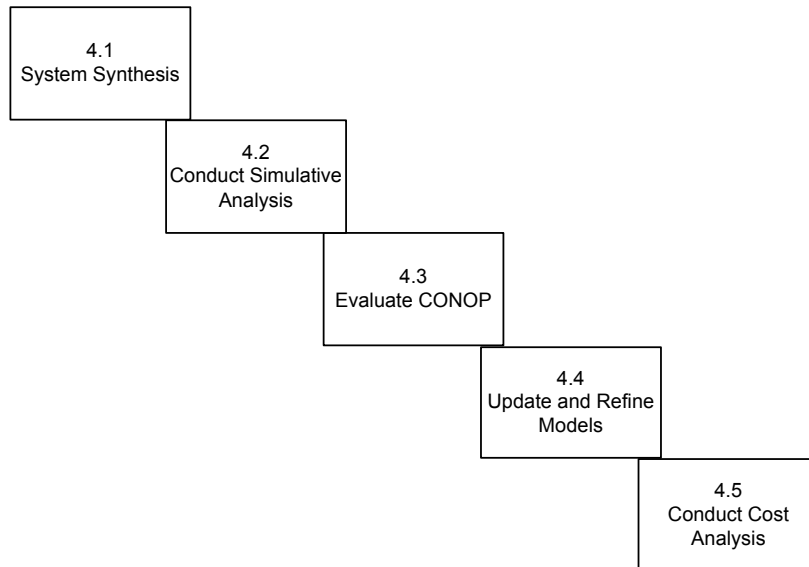 4.1
System Synthesis
4.2
Conduct Simulative
Analysis
4.3
Evaluate CONOP
4.4
Update and Refine
Models
4.5
Conduct Cost
Analysis